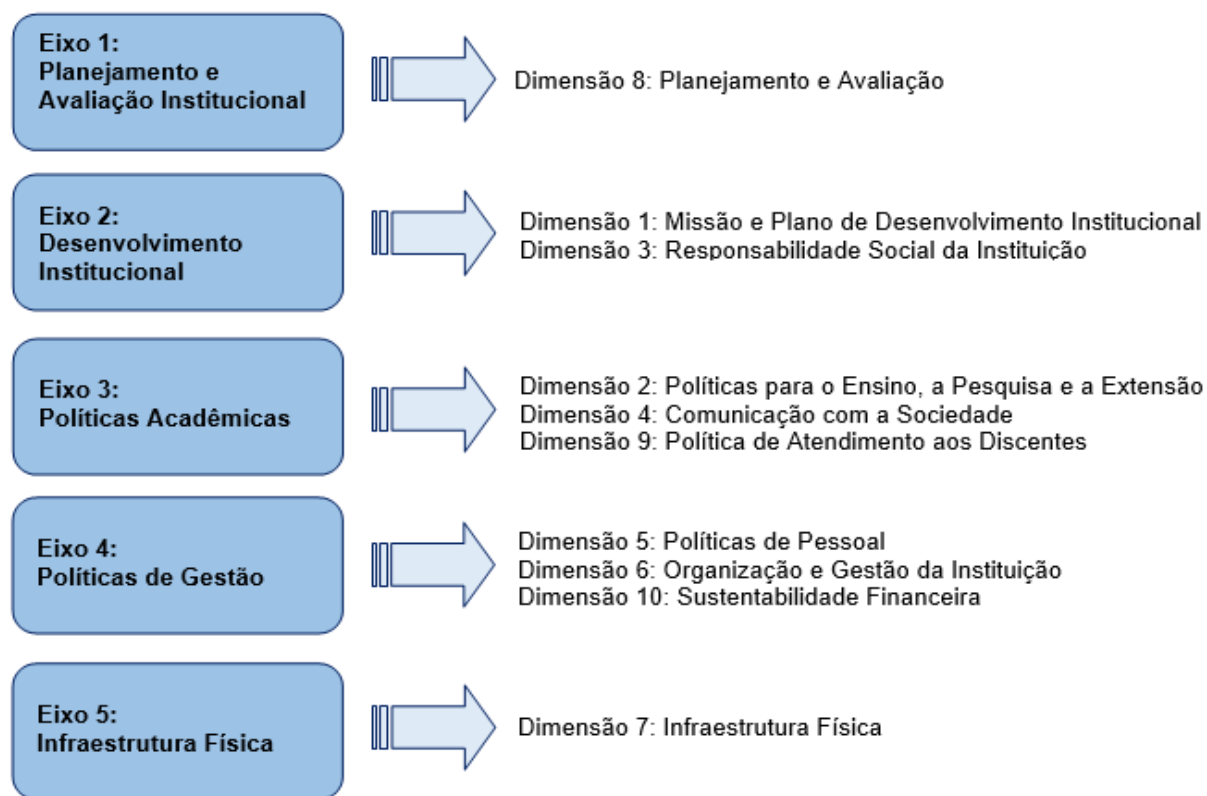 Eixo 1:
Planejamento e
Avaliação Institucional
Dimensão 8: Planejamento e Avaliação
Eixo 2:
Desenvolvimento
Institucional
Dimensão 1: Missão e Plano de Desenvolvimento Institucional
Dimensão 3: Responsabilidade Social da Instituição
Eixo 3:
Políticas Acadêmicas
Dimensão 2: Políticas para o Ensino, a Pesquisa e a Extensão
Dimensão 4: Comunicação com a Sociedade
Dimensão 9: Política de Atendimento aos Discentes
Eixo 4:
Políticas de Gestão
Dimensão 5: Políticas de Pessoal
Dimensão 6: Organização e Gestão da Instituição
Dimensão 10: Sustentabilidade Financeira
Eixo 5:
Infraestrutura Física
Dimensão 7: Infraestrutura Física